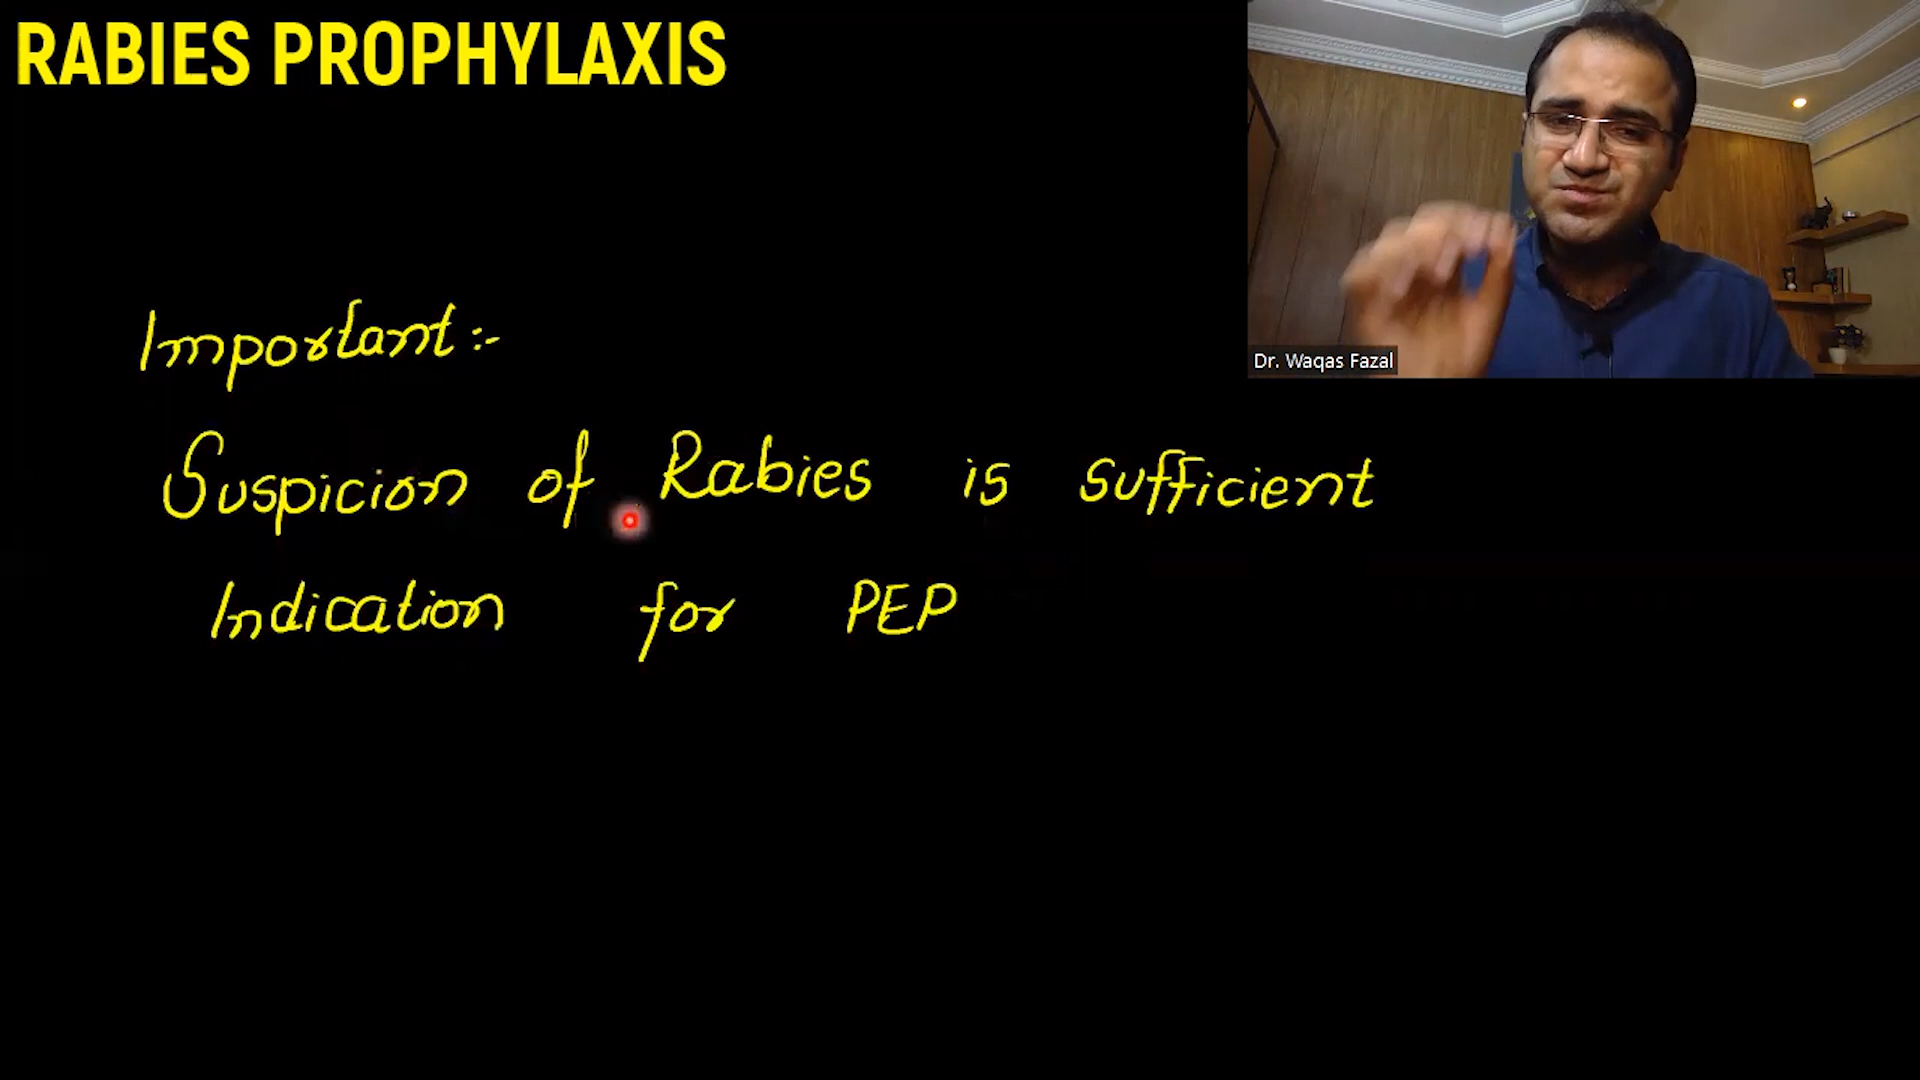 RABIES PROPHYLAXIS
Dr. Waqas Fazal
Important :-
Suspicion of Rabies is sufficient
Indication for PEP